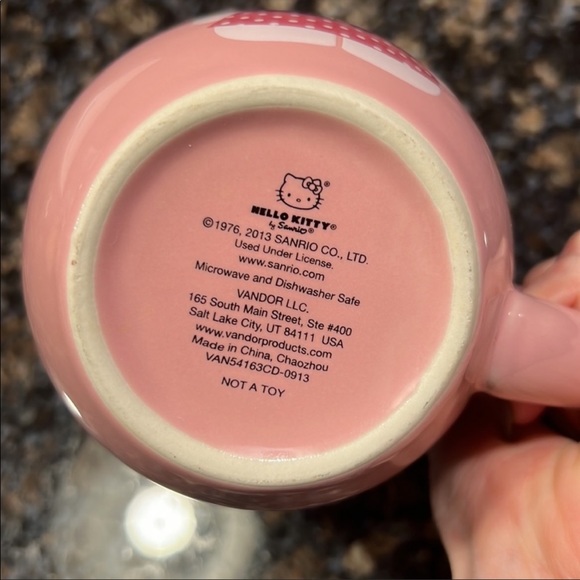 HELLO KITTY®
by Sanrio®
©1976, 2013 SANRIO CO., LTD.
Used Under License.
www.sanrio.com
Microwave and Dishwasher Safe
VANDOR LLC.
165 South Main Street, Ste #400
Salt Lake City, UT 84111 USA
www.vandorproducts.com
Made in China, Chaozhou
VAN54163CD-0913
NOT A TOY